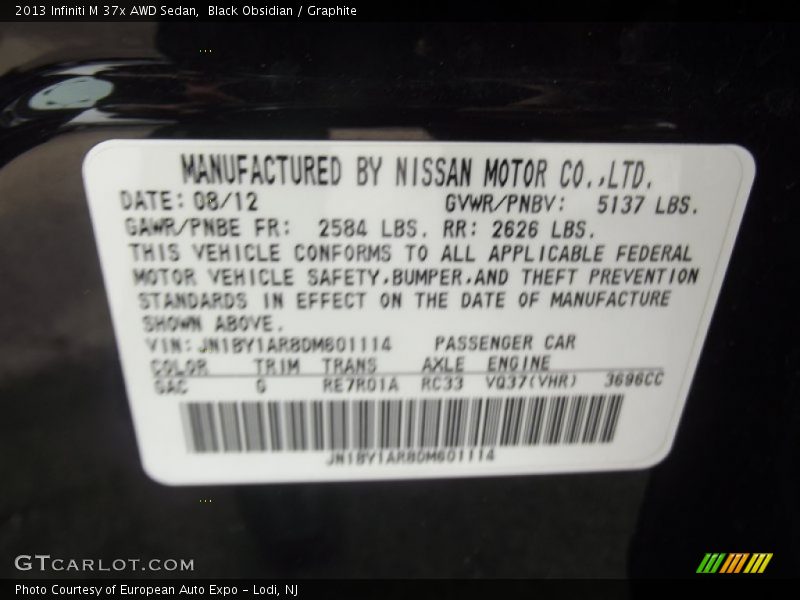 2013 Infiniti M 37x AWD Sedan,  Black Obsidian / Graphite
MANUFACTURED BY NISSAN MOTOR CO.,LTD.
DATE: 08/12 GVWR/PNBV: 5137 LBS.
GAWR/PNBE FR: 2584 LBS. RR: 2626 LBS.
THIS VEHICLE CONFORMS TO ALL APPLICABLE FEDERAL
MOTOR VEHICLE SAFETY,BUMPER,AND THEFT PREVENTION
STANDARDS IN EFFECT ON THE DATE OF MANUFACTURE
SHOWN ABOVE.
VIN: JN1BY1AR8DM601114 PASSENGER CAR
COLOR TRIM TRANS AXLE ENGINE
GAC G RE7R01A RC33 VQ37(VHR) 3696CC
JN1BY1AR8DM601114
GTCARLOT.COM
Photo Courtesy of European Auto Expo - Lodi, NJ